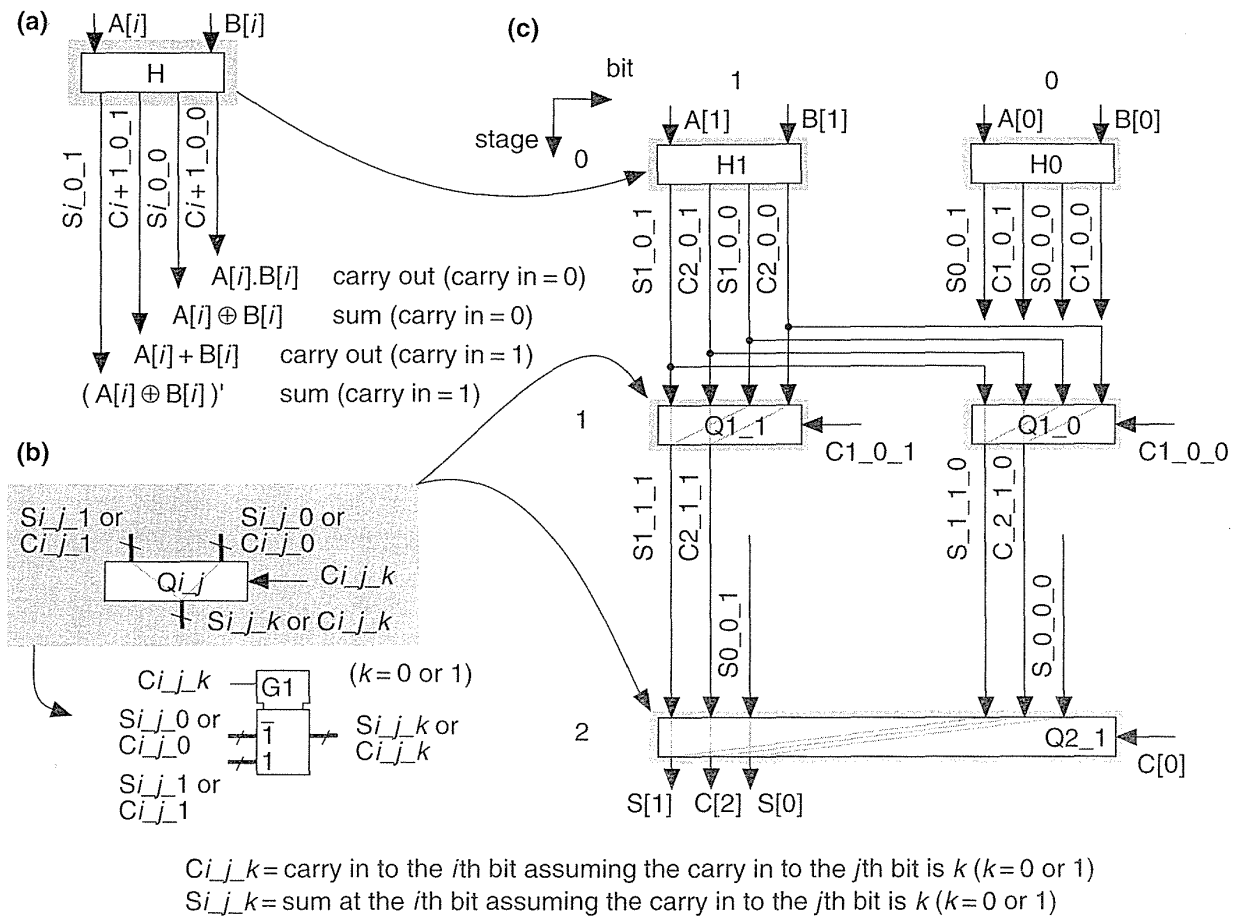 (a)
A[i]
B[i]
H
Si_0_1
Ci+1_0_1
Si_0_0
Ci+1_0_0
A[i].B[i] carry out (carry in = 0)
A[i] ⊕ B[i] sum (carry in = 0)
A[i] + B[i] carry out (carry in = 1)
(A[i] ⊕ B[i])' sum (carry in = 1)
(b)
Si_j_1 or
Ci_j_1
Si_j_0 or
Ci_j_0
Qi_j
Ci_j_k
Si_j_k or Ci_j_k
Ci_j_k
G1
(k = 0 or 1)
Si_j_0 or
Ci_j_0
1̅
1
Si_j_k or
Ci_j_k
Si_j_1 or
Ci_j_1
(c)
bit
1
0
stage
0
A[1]
B[1]
A[0]
B[0]
H1
H0
S1_0_1
C2_0_1
S1_0_0
C2_0_0
S0_0_1
C1_0_1
S0_0_0
C1_0_0
1
Q1_1
C1_0_1
Q1_0
C1_0_0
S1_1_1
C2_1_1
S0_0_1
S_1_1_0
C_2_1_0
S_0_0_0
2
Q2_1
C[0]
S[1]
C[2]
S[0]
Ci_j_k = carry in to the ith bit assuming the carry in to the jth bit is k (k = 0 or 1)
Si_j_k = sum at the ith bit assuming the carry in to the jth bit is k (k = 0 or 1)